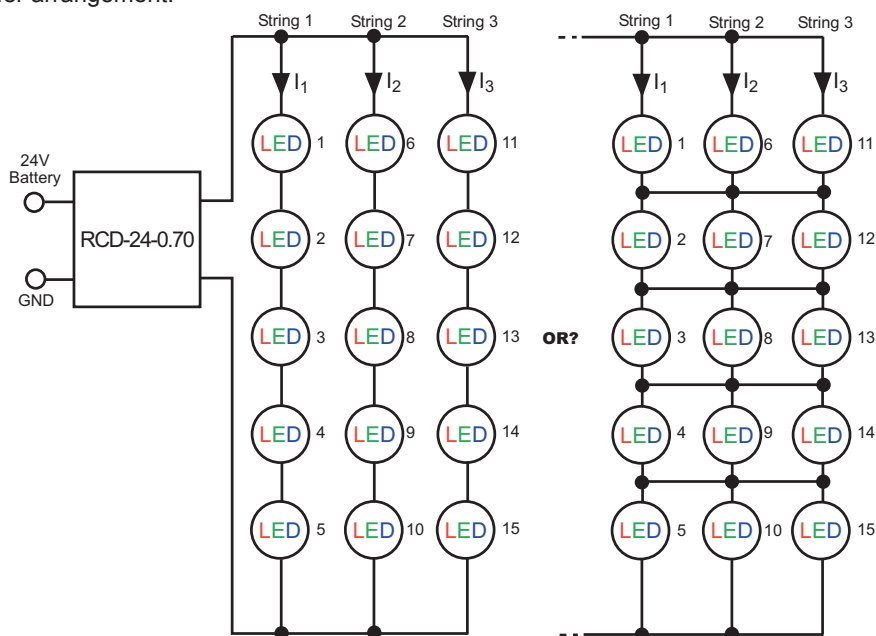 er arrangement.
String 1 String 2 String 3
I1 I2 I3
24V
Battery
RCD-24-0.70
GND
LED 1 LED 6 LED 11
LED 2 LED 7 LED 12
LED 3 LED 8 LED 13
LED 4 LED 9 LED 14
LED 5 LED 10 LED 15
OR?
String 1 String 2 String 3
I1 I2 I3
LED 1 LED 6 LED 11
LED 2 LED 7 LED 12
LED 3 LED 8 LED 13
LED 4 LED 9 LED 14
LED 5 LED 10 LED 15